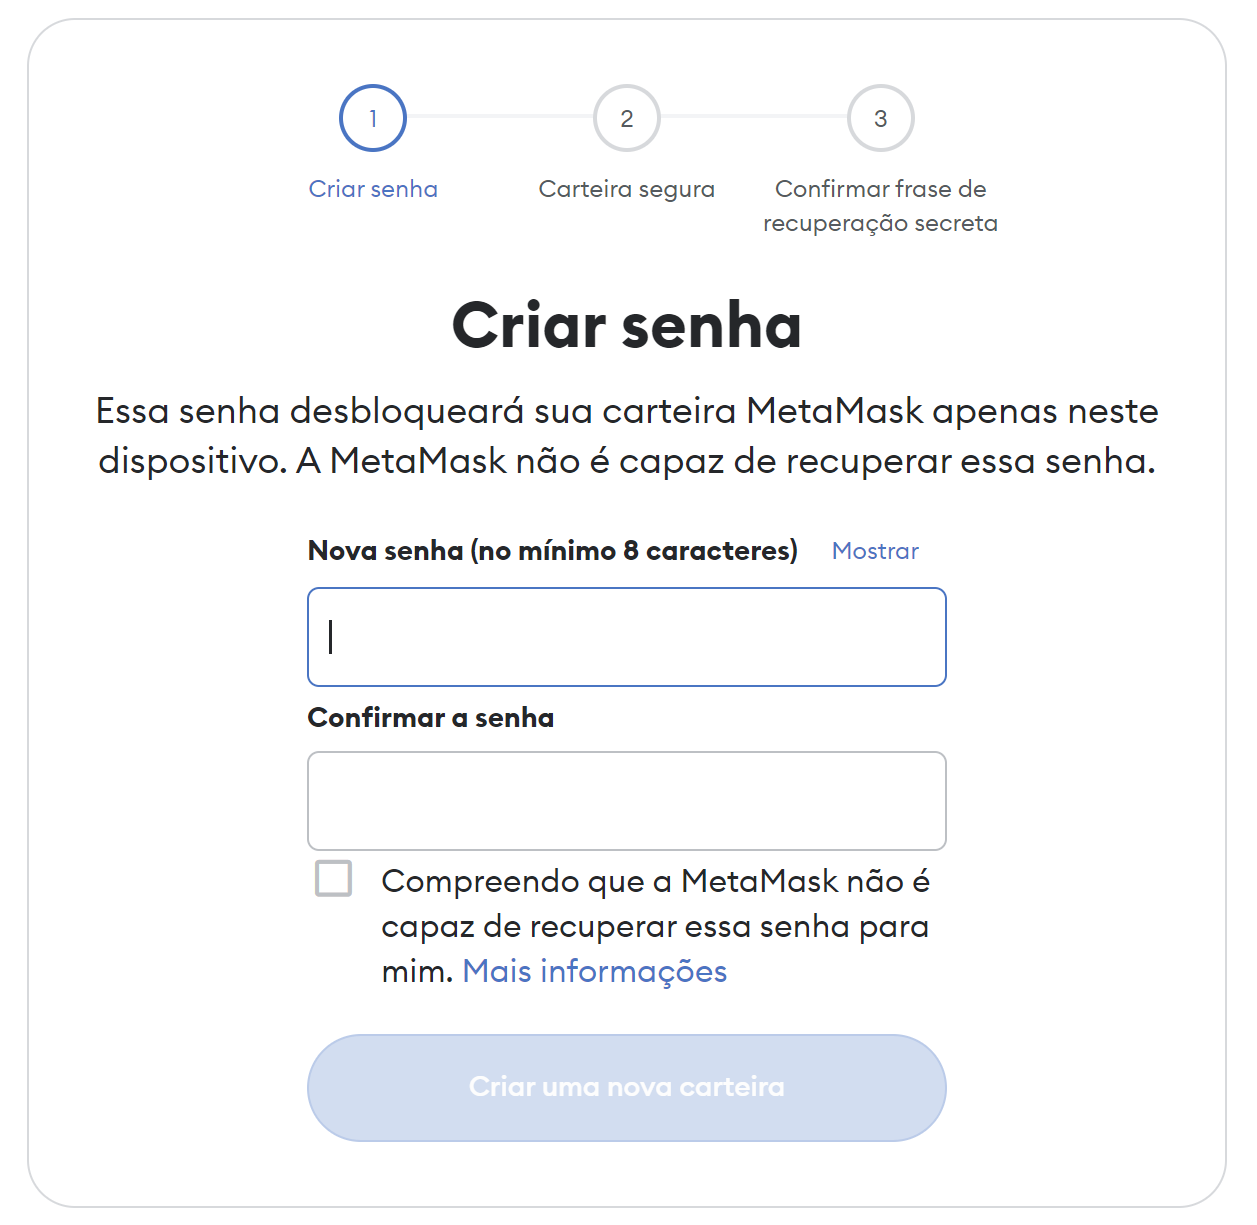 1
2
3
Criar senha
Carteira segura
Confirmar frase de
recuperação secreta
Criar senha
Essa senha desbloqueará sua carteira MetaMask apenas neste
dispositivo. A MetaMask não é capaz de recuperar essa senha.
Nova senha (no mínimo 8 caracteres)
Mostrar
Confirmar a senha
Compreendo que a MetaMask não é
capaz de recuperar essa senha para
mim. Mais informações
Criar uma nova carteira